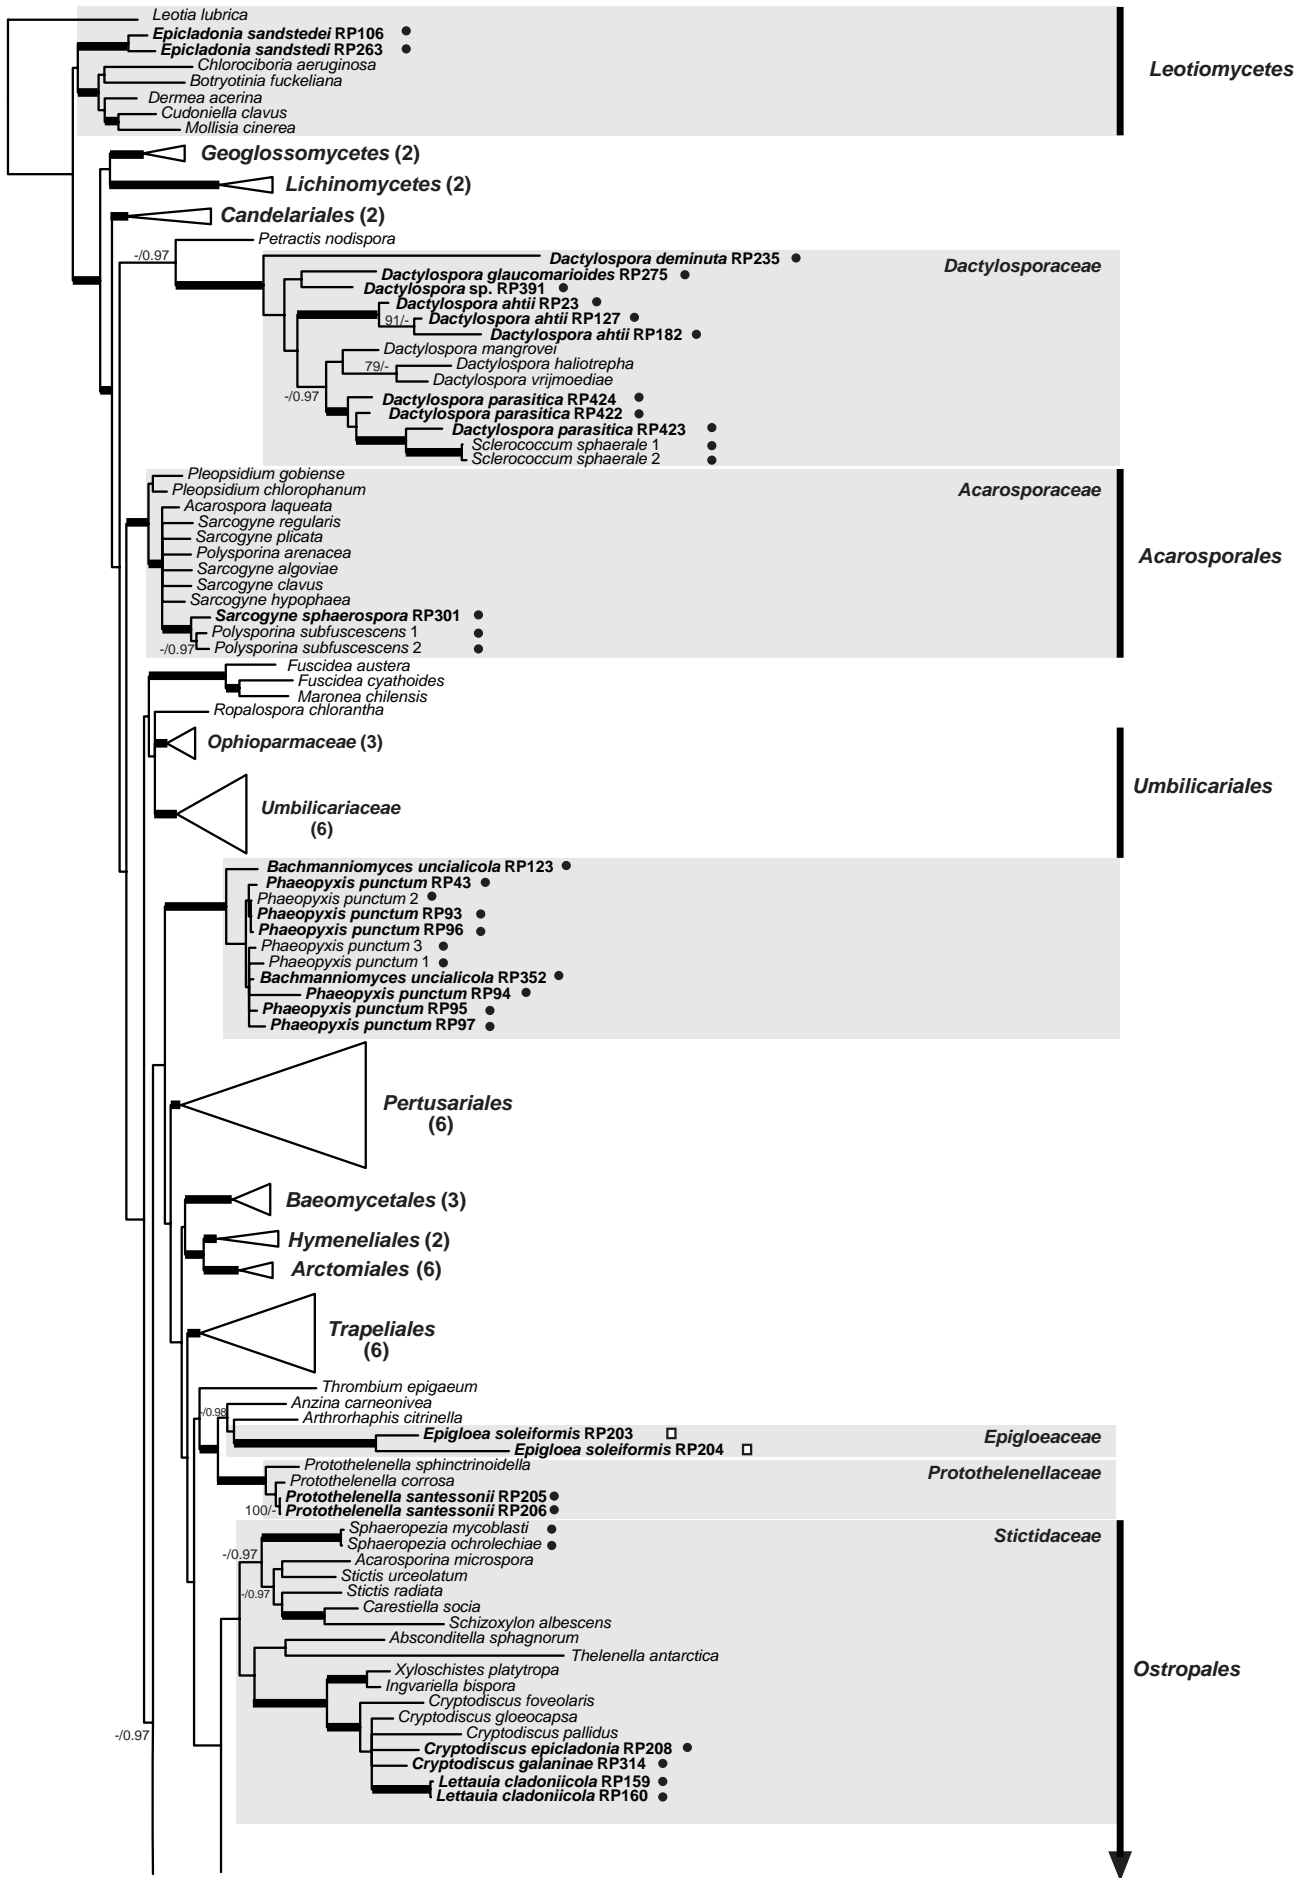 Leotia lubrica
Epicladonia sandstedei RP106
Epicladonia sandstedi RP263
Chlorociboria aeruginosa
Leotiomycetes
Botryotinia fuckeliana
Dermea acerina
Cudoniella clavus
Mollisia cinerea
Geoglossomycetes (2)
Lichinomycetes (2)
Candelariales (2)
Petractis nodispora
-/0.97
Dactylospora deminuta RP235
Dactylosporaceae
Dactylospora glaucomarioides RP275
Dactylospora sp. RP391
Dactylospora ahtii RP23
91/-
Dactylospora ahtii RP127
Dactylospora ahtii RP182
Dactylospora mangrovei
79/-
Dactylospora haliotrepha
Dactylospora vrijmoediae
-/0.97
Dactylospora parasitica RP424
Dactylospora parasitica RP422
Dactylospora parasitica RP423
Sclerococcum sphaerale 1
Sclerococcum sphaerale 2
Pleopsidium gobiense
Pleopsidium chlorophanum
Acarosporaceae
Acarospora laqueata
Sarcogyne regularis
Sarcogyne plicata
Polysporina arenacea
Acarosporales
Sarcogyne algoviae
Sarcogyne clavus
Sarcogyne hypophaea
Sarcogyne sphaerospora RP301
Polysporina subfuscescens 1
-/0.97
Polysporina subfuscescens 2
Fuscidea austera
Fuscidea cyathoides
Maronea chilensis
Ropalospora chlorantha
Ophioparmaceae (3)
Umbilicariales
Umbilicariaceae
(6)
Bachmanniomyces uncialicola RP123
Phaeopyxis punctum RP43
Phaeopyxis punctum 2
Phaeopyxis punctum RP93
Phaeopyxis punctum RP96
Phaeopyxis punctum 3
Phaeopyxis punctum 1
Bachmanniomyces uncialicola RP352
Phaeopyxis punctum RP94
Phaeopyxis punctum RP95
Phaeopyxis punctum RP97
Pertusariales
(6)
Baeomycetales (3)
Hymeneliales (2)
Arctomiales (6)
Trapeliales
(6)
Thrombium epigaeum
Anzina carneonivea
-/0.98
Arthrorhaphis citrinella
Epigloea soleiformis RP203
Epigloeaceae
Epigloea soleiformis RP204
Protothelenella sphinctrinoidella
Protothelenellaceae
Protothelenella corrosa
Protothelenella santessonii RP205
100/-
Protothelenella santessonii RP206
Sphaeropezia mycoblasti
Stictidaceae
Sphaeropezia ochrolechiae
-/0.97
Acarosporina microspora
Stictis urceolatum
-/0.97
Stictis radiata
Carestiella socia
Schizoxylon albescens
Absconditella sphagnorum
Thelenella antarctica
Xyloschistes platytropa
Ostropales
Ingvariella bispora
Cryptodiscus foveolaris
Cryptodiscus gloeocapsa
Cryptodiscus pallidus
-/0.97
Cryptodiscus epicladonia RP208
Cryptodiscus galaninae RP314
Lettauia cladoniicola RP159
Lettauia cladoniicola RP160